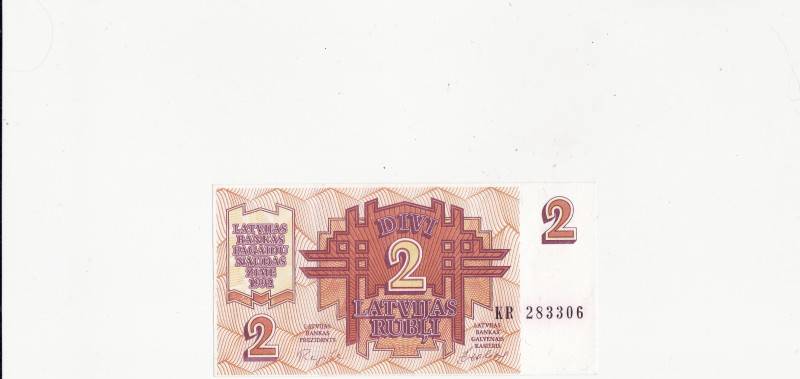 LATVIJAS
BANKAS
PAGAIDU
NAUDAS
ZĪME
1992
DIVI
2
LATVIJAS
RUBĻI
2
2
KR 283306
LATVIJAS
BANKAS
PREZIDENTS
LATVIJAS
BANKAS
GALVENAIS
KASIERIS